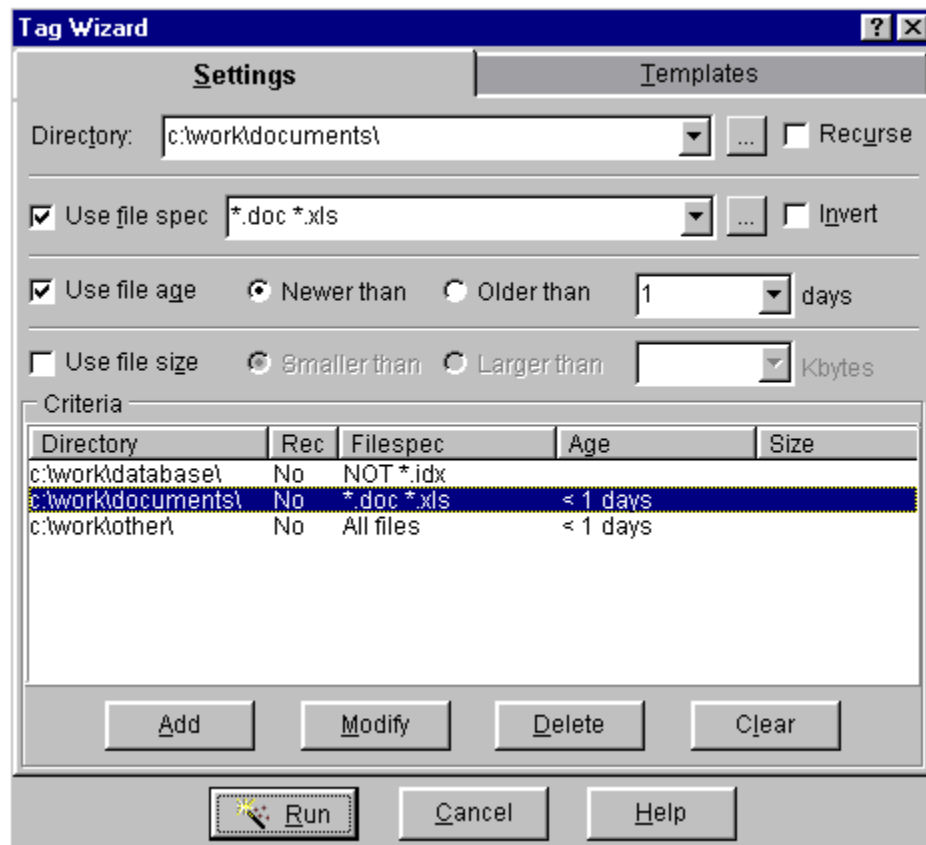 Tag Wizard
Settings Templates
Directory: c:\work\documents\ ... Recurse
Use file spec *.doc *.xls ... Invert
Use file age Newer than Older than 1 days
Use file size Smaller than Larger than Kbytes
Criteria
Directory Rec Filespec Age Size
c:\work\database\ No NOT *.idx
c:\work\documents\ No *.doc *.xls < 1 days
c:\work\other\ No All files < 1 days
Add Modify Delete Clear
Run Cancel Help